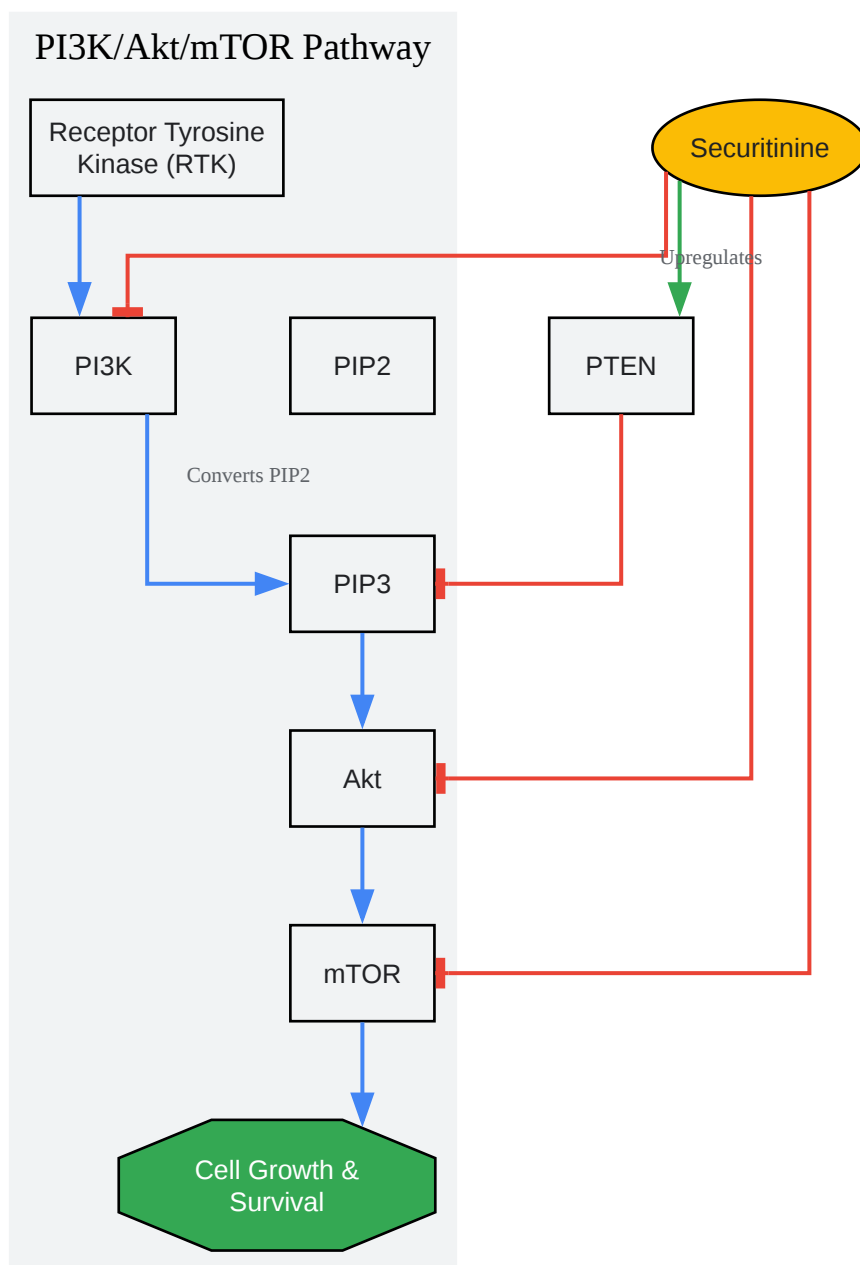 PI3K/Akt/mTOR Pathway
Receptor Tyrosine
Kinase (RTK)
Securitinine
Upregulates
PI3K
PIP2
PTEN
Converts PIP2
PIP3
Akt
mTOR
Cell Growth &
Survival